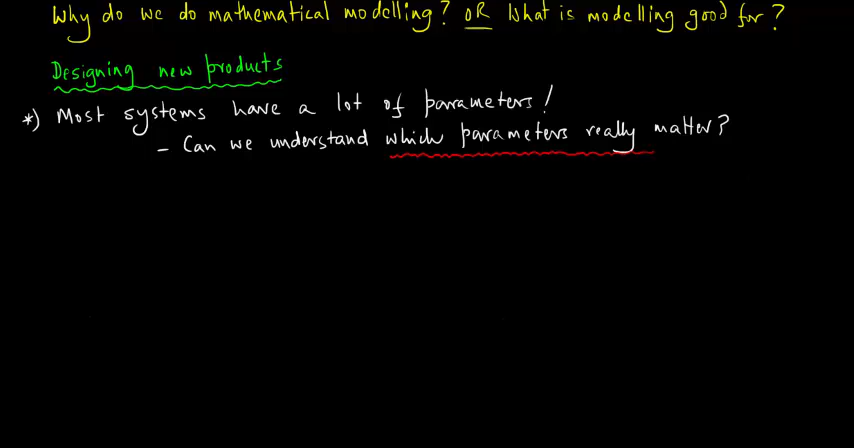 Why do we do mathematical modelling? OR What is modelling good for?
Designing new products
*) Most systems have a lot of parameters!
- Can we understand which parameters really matter?